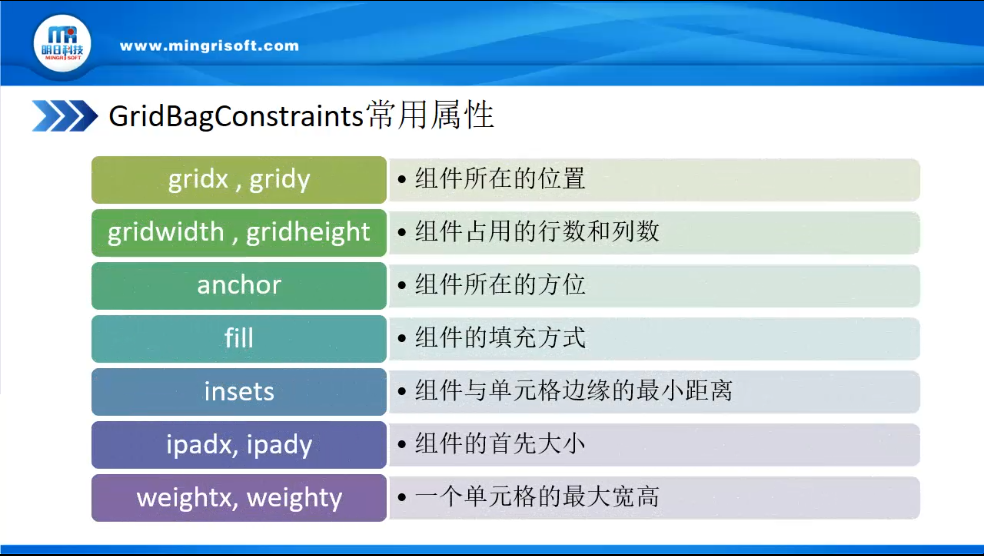 明日科技
MINGRISOFT
www.mingrisoft.com
GridBagConstraints常用属性
gridx , gridy
• 组件所在的位置
gridwidth , gridheight
• 组件占用的行数和列数
anchor
• 组件所在的方位
fill
• 组件的填充方式
insets
• 组件与单元格边缘的最小距离
ipadx, ipady
• 组件的首先大小
weightx, weighty
• 一个单元格的最大宽高